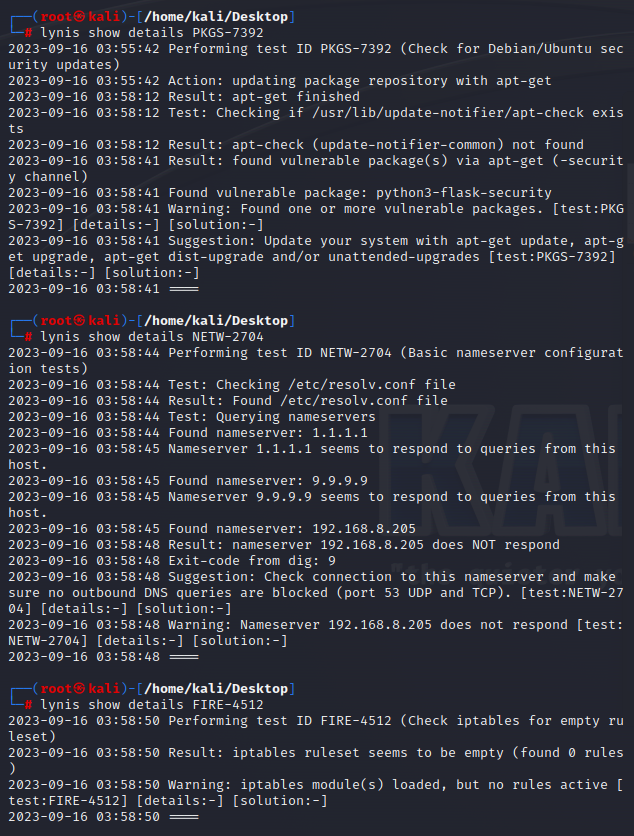 ┌──(root㉿kali)-[/home/kali/Desktop]
└─# lynis show details PKGS-7392
2023-09-16 03:55:42 Performing test ID PKGS-7392 (Check for Debian/Ubuntu sec
urity updates)
2023-09-16 03:55:42 Action: updating package repository with apt-get
2023-09-16 03:58:12 Result: apt-get finished
2023-09-16 03:58:12 Test: Checking if /usr/lib/update-notifier/apt-check exis
ts
2023-09-16 03:58:12 Result: apt-check (update-notifier-common) not found
2023-09-16 03:58:41 Result: found vulnerable package(s) via apt-get (-securit
y channel)
2023-09-16 03:58:41 Found vulnerable package: python3-flask-security
2023-09-16 03:58:41 Warning: Found one or more vulnerable packages. [test:PKG
S-7392] [details:-] [solution:-]
2023-09-16 03:58:41 Suggestion: Update your system with apt-get update, apt-g
et upgrade, apt-get dist-upgrade and/or unattended-upgrades [test:PKGS-7392]
[details:-] [solution:-]
2023-09-16 03:58:41 ====
┌──(root㉿kali)-[/home/kali/Desktop]
└─# lynis show details NETW-2704
2023-09-16 03:58:44 Performing test ID NETW-2704 (Basic nameserver configurat
ion tests)
2023-09-16 03:58:44 Test: Checking /etc/resolv.conf file
2023-09-16 03:58:44 Result: Found /etc/resolv.conf file
2023-09-16 03:58:44 Test: Querying nameservers
2023-09-16 03:58:44 Found nameserver: 1.1.1.1
2023-09-16 03:58:45 Nameserver 1.1.1.1 seems to respond to queries from this
host.
2023-09-16 03:58:45 Found nameserver: 9.9.9.9
2023-09-16 03:58:45 Nameserver 9.9.9.9 seems to respond to queries from this
host.
2023-09-16 03:58:45 Found nameserver: 192.168.8.205
2023-09-16 03:58:48 Result: nameserver 192.168.8.205 does NOT respond
2023-09-16 03:58:48 Exit-code from dig: 9
2023-09-16 03:58:48 Suggestion: Check connection to this nameserver and make
sure no outbound DNS queries are blocked (port 53 UDP and TCP). [test:NETW-27
04] [details:-] [solution:-]
2023-09-16 03:58:48 Warning: Nameserver 192.168.8.205 does not respond [test:
NETW-2704] [details:-] [solution:-]
2023-09-16 03:58:48 ====
┌──(root㉿kali)-[/home/kali/Desktop]
└─# lynis show details FIRE-4512
2023-09-16 03:58:50 Performing test ID FIRE-4512 (Check iptables for empty ru
leset)
2023-09-16 03:58:50 Result: iptables ruleset seems to be empty (found 0 rules
)
2023-09-16 03:58:50 Warning: iptables module(s) loaded, but no rules active [
test:FIRE-4512] [details:-] [solution:-]
2023-09-16 03:58:50 ====